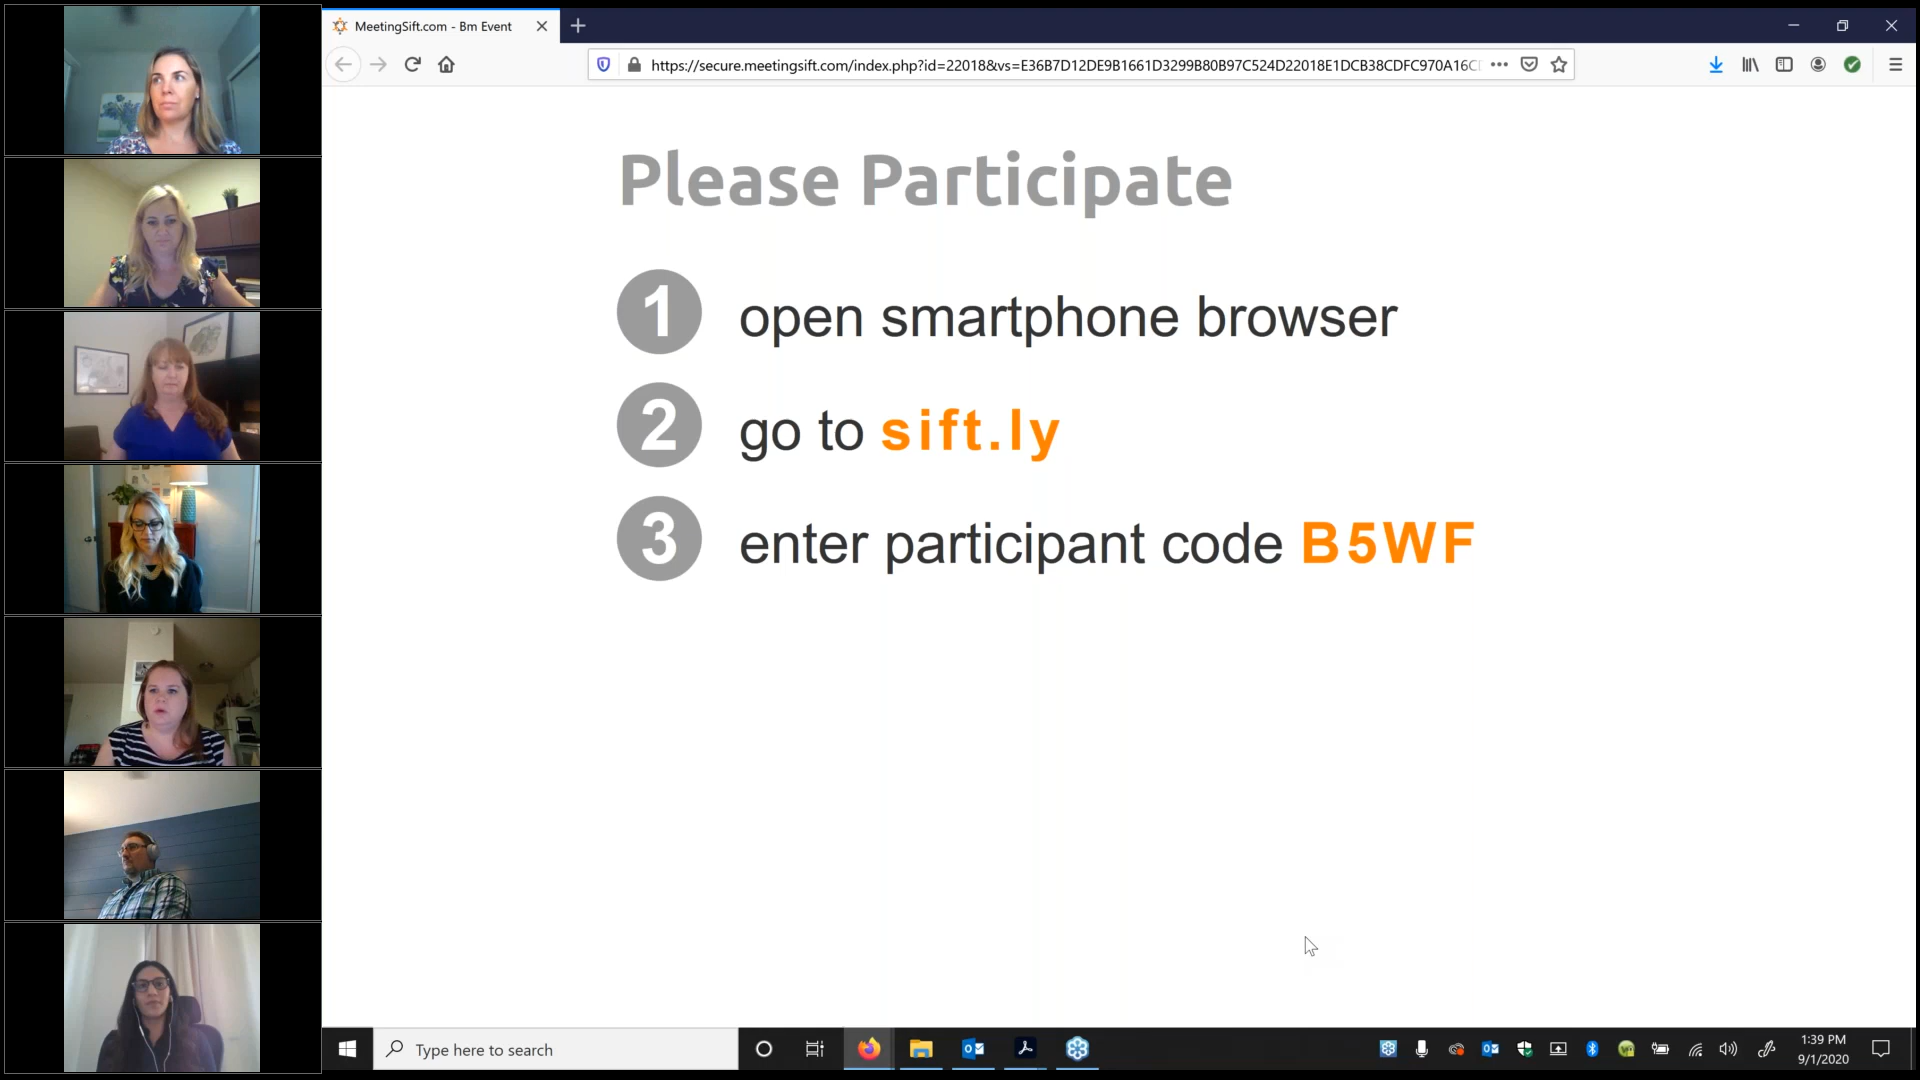 MeetingSift.com - Bm Event
https://secure.meetingsift.com/index.php?id=22018&vs=E36B7D12DE9B1661D3299B80B97C524D22018E1DCB38CDFC970A16C
Please Participate
1 open smartphone browser
2 go to sift.ly
3 enter participant code B5WF
Type here to search
1:39 PM
9/1/2020